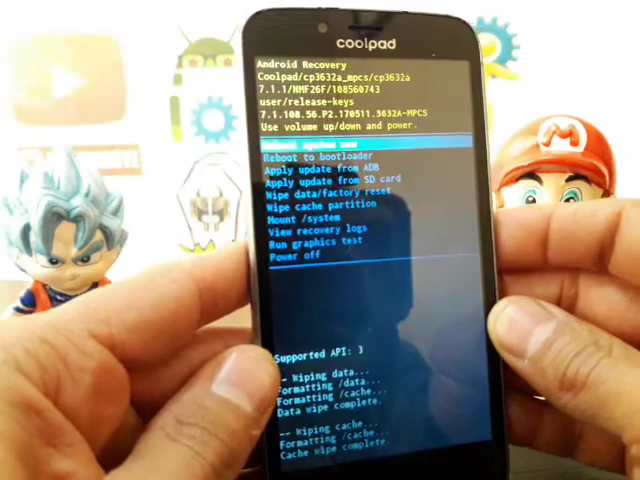 coolpad
Android Recovery
Coolpad/cp3632a_mpcs/cp3632a
7.1.1/NMF26F/108560743
user/release-keys
7.1.108.56.P2.170511.3632A-MPCS
Use volume up/down and power.
Reboot system now
Reboot to bootloader
Apply update from ADB
Apply update from SD card
Wipe data/factory reset
Wipe cache partition
Mount /system
View recovery logs
Run graphics test
Power off
Supported API: 3
-- Wiping data...
Formatting /data...
Formatting /cache...
Data wipe complete.
-- Wiping cache...
Formatting /cache...
Cache wipe complete.
M